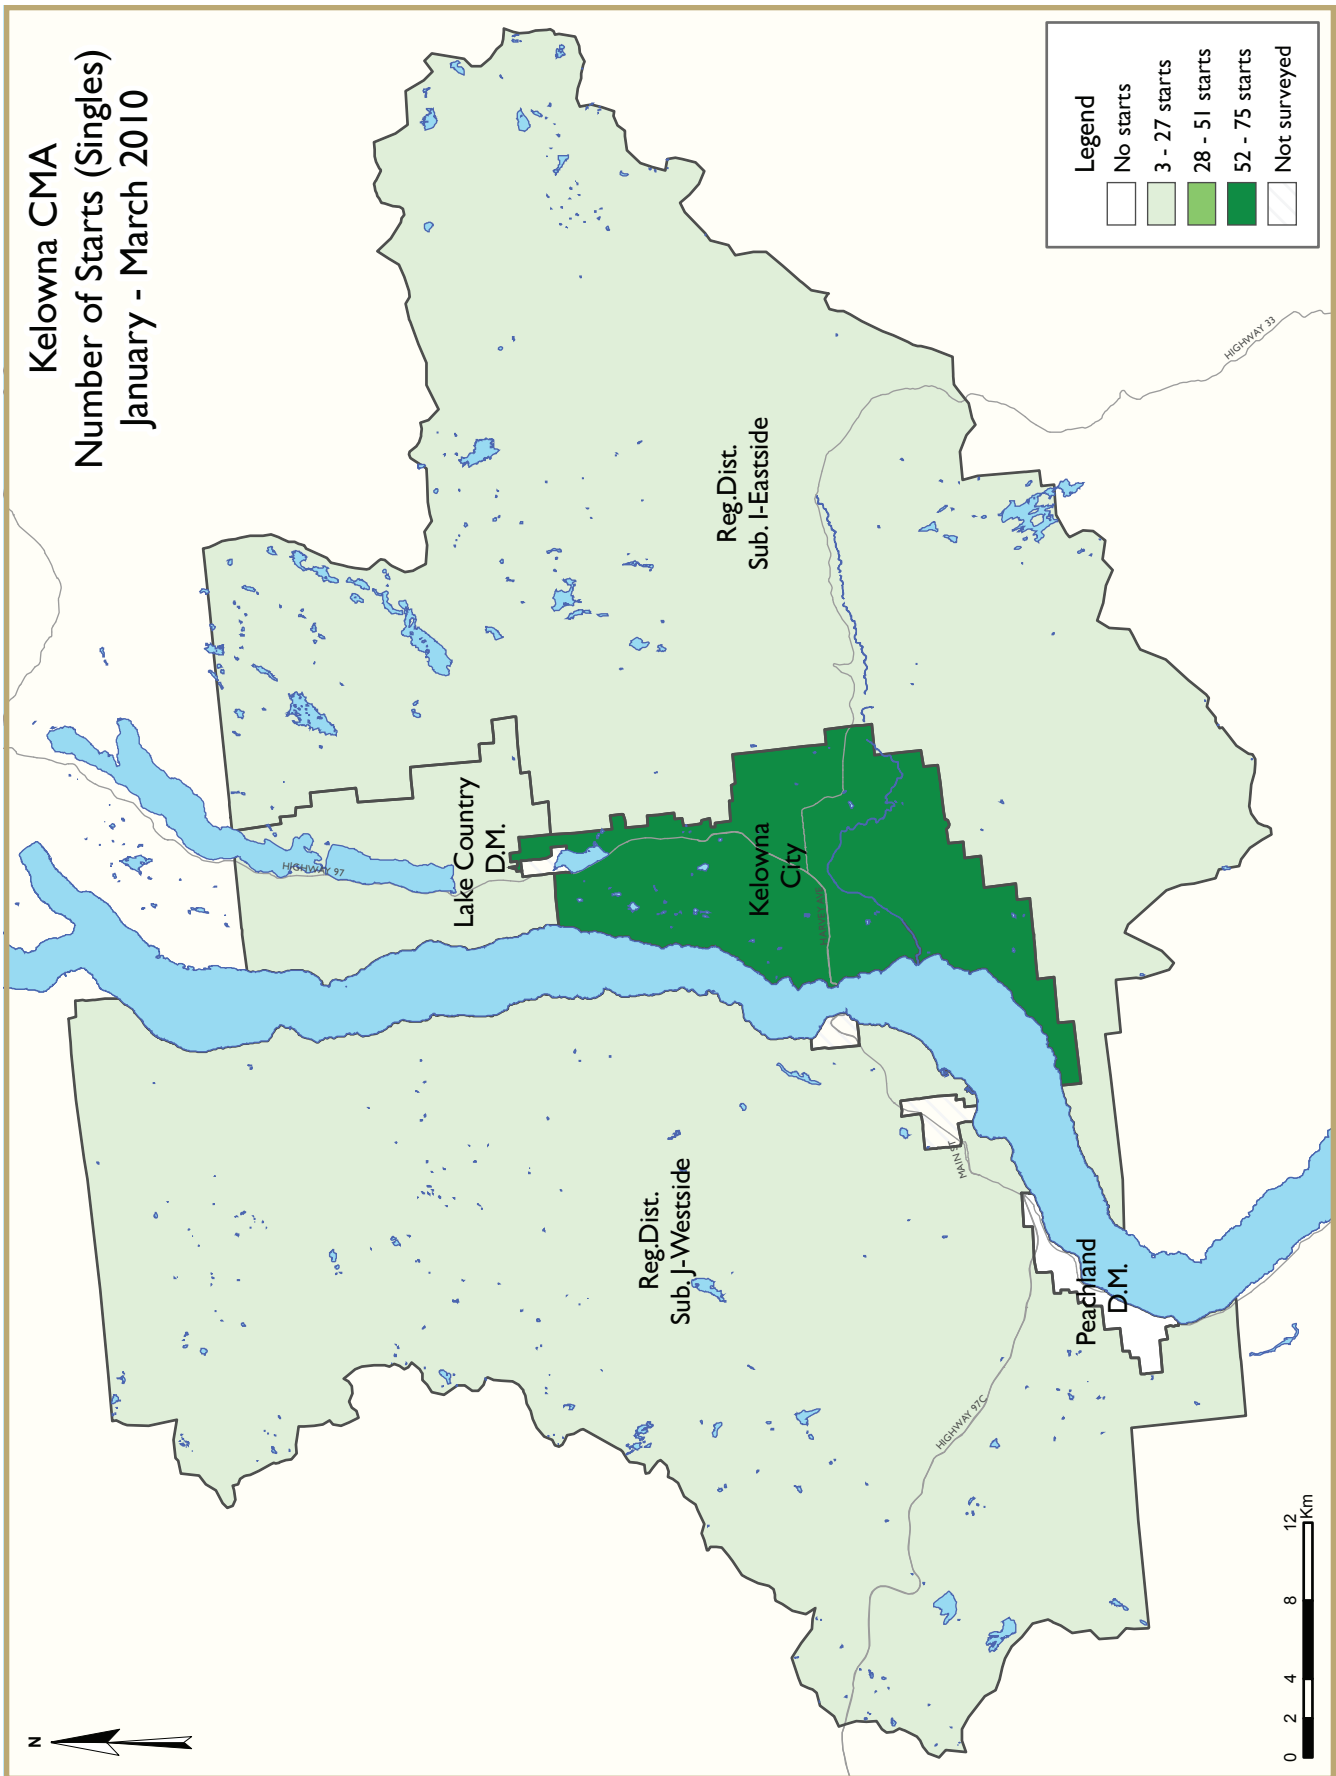 Kelowna CMA
Number of Starts (Singles)
January - March 2010
N
HIGHWAY 97
Lake Country
D.M.
Reg.Dist.
Sub. I-Eastside
Kelowna
City
HARVEY AVE
HIGHWAY 33
Reg.Dist.
Sub. J-Westside
MAIN ST
Peachland
D.M.
HIGHWAY 97C
Legend
No starts
3 - 27 starts
28 - 51 starts
52 - 75 starts
Not surveyed
0 2 4 8 12
Km